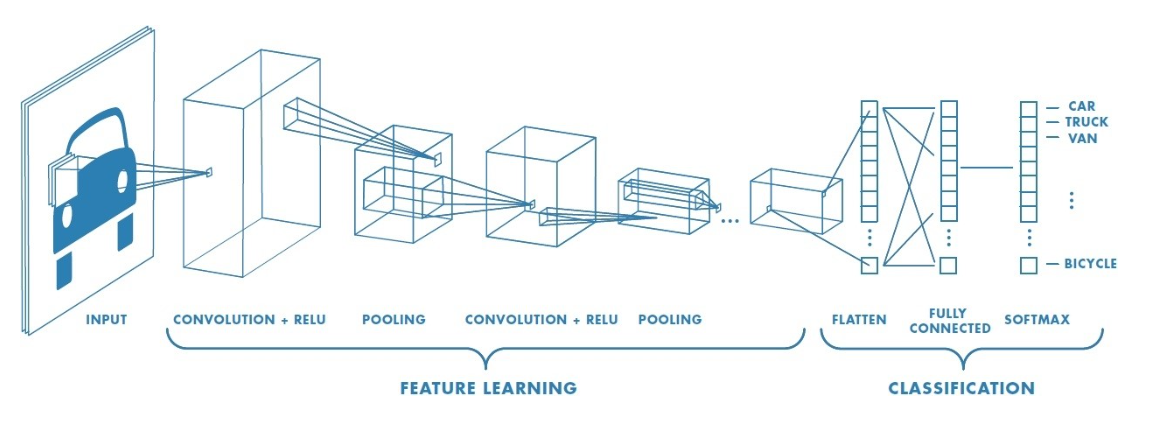 CAR
TRUCK
VAN
BICYCLE
INPUT
CONVOLUTION + RELU
POOLING
CONVOLUTION + RELU
POOLING
FLATTEN
FULLY
CONNECTED
SOFTMAX
FEATURE LEARNING
CLASSIFICATION